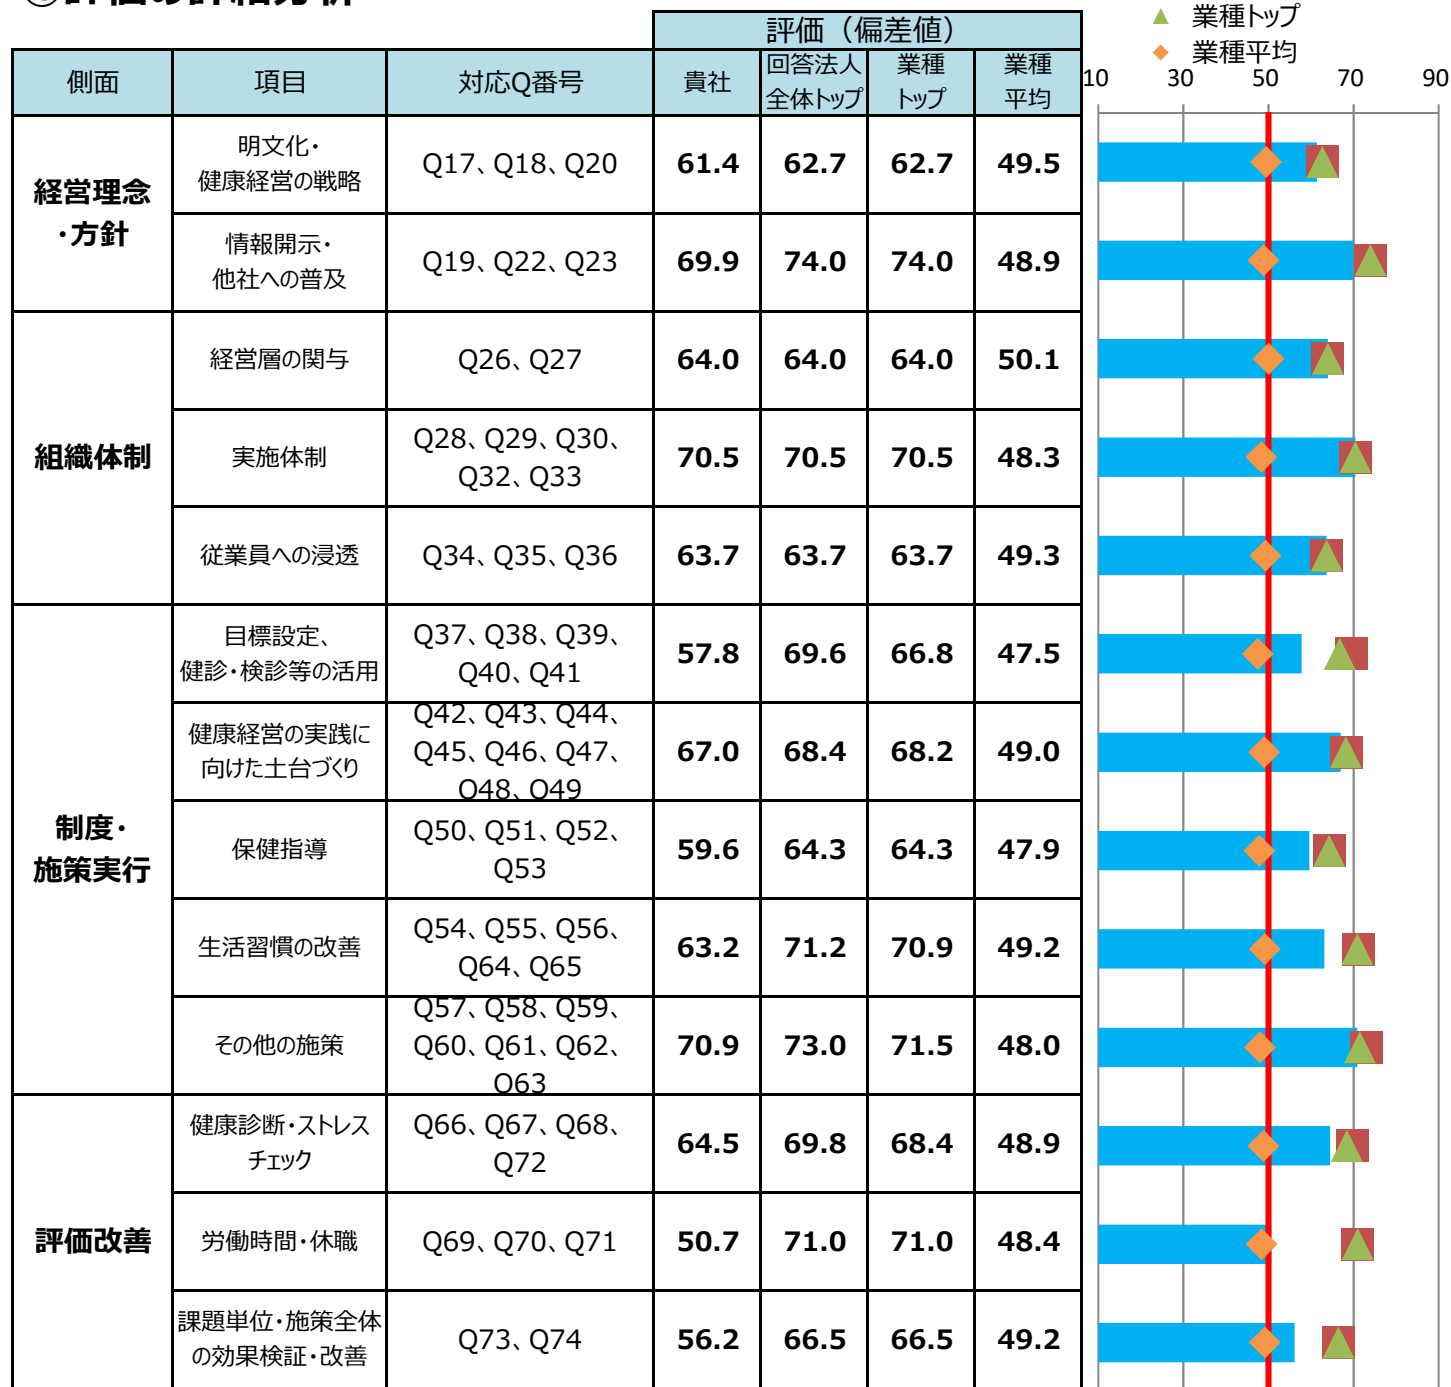 ①評価の詳細分析
▲ 業種トップ
◆ 業種平均
評価（偏差値）
側面 項目 対応Q番号 貴社 回答法人 業種 業種
全体トップ トップ 平均
10 30 50 70 90
経営理念
・方針
明文化・
健康経営の戦略
Q17、Q18、Q20 61.4 62.7 62.7 49.5
情報開示・
他社への普及
Q19、Q22、Q23 69.9 74.0 74.0 48.9
組織体制
経営層の関与 Q26、Q27 64.0 64.0 64.0 50.1
実施体制
Q28、Q29、Q30、
Q32、Q33
70.5 70.5 70.5 48.3
従業員への浸透 Q34、Q35、Q36 63.7 63.7 63.7 49.3
制度・
施策実行
目標設定、
健診・検診等の活用
Q37、Q38、Q39、
Q40、Q41
57.8 69.6 66.8 47.5
健康経営の実践に
向けた土台づくり
Q42、Q43、Q44、
Q45、Q46、Q47、
Q48、Q49
67.0 68.4 68.2 49.0
保健指導
Q50、Q51、Q52、
Q53
59.6 64.3 64.3 47.9
生活習慣の改善
Q54、Q55、Q56、
Q64、Q65
63.2 71.2 70.9 49.2
その他の施策
Q57、Q58、Q59、
Q60、Q61、Q62、
Q63
70.9 73.0 71.5 48.0
評価改善
健康診断・ストレス
チェック
Q66、Q67、Q68、
Q72
64.5 69.8 68.4 48.9
労働時間・休職 Q69、Q70、Q71 50.7 71.0 71.0 48.4
課題単位・施策全体
の効果検証・改善
Q73、Q74 56.2 66.5 66.5 49.2